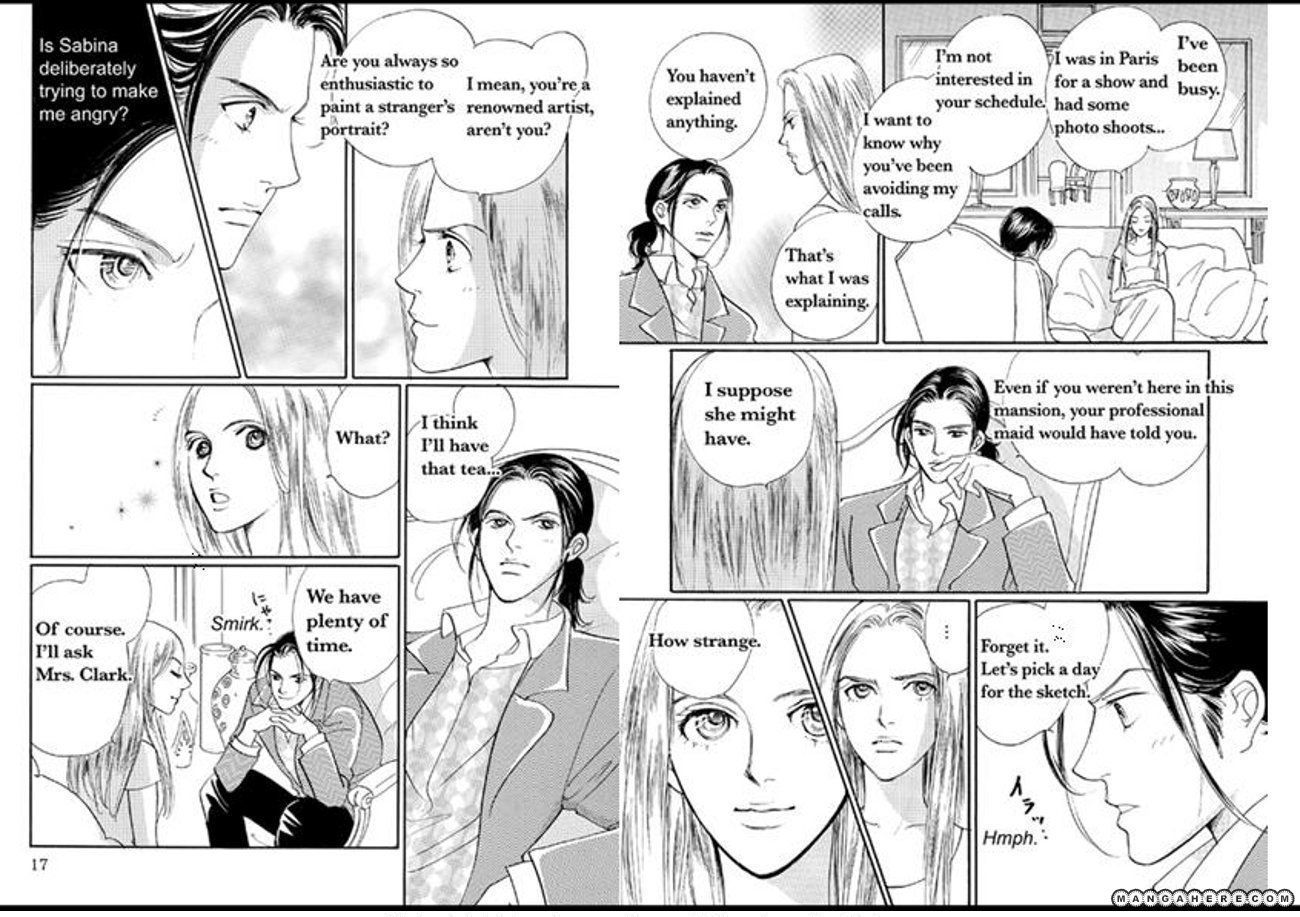 I've
been
busy.
I was in Paris
for a show and
had some
photo shoots...
I'm not
interested in
your schedule.
I want to
know why
you've been
avoiding my
calls.
That's
what I was
explaining.
You haven't
explained
anything.
Even if you weren't here in this
mansion, your professional
maid would have told you.
I suppose
she might
have.
Forget it.
Let's pick a day
for the sketch.
イラッ
Hmph.
...
How strange.
I mean, you're a
renowned artist,
aren't you?
Are you always so
enthusiastic to
paint a stranger's
portrait?
Is Sabina
deliberately
trying to make
me angry?
I think
I'll have
that tea...
What?
We have
plenty of
time.
にや
Smirk.
Of course.
I'll ask
Mrs. Clark.
17
MANGAHERE.COM